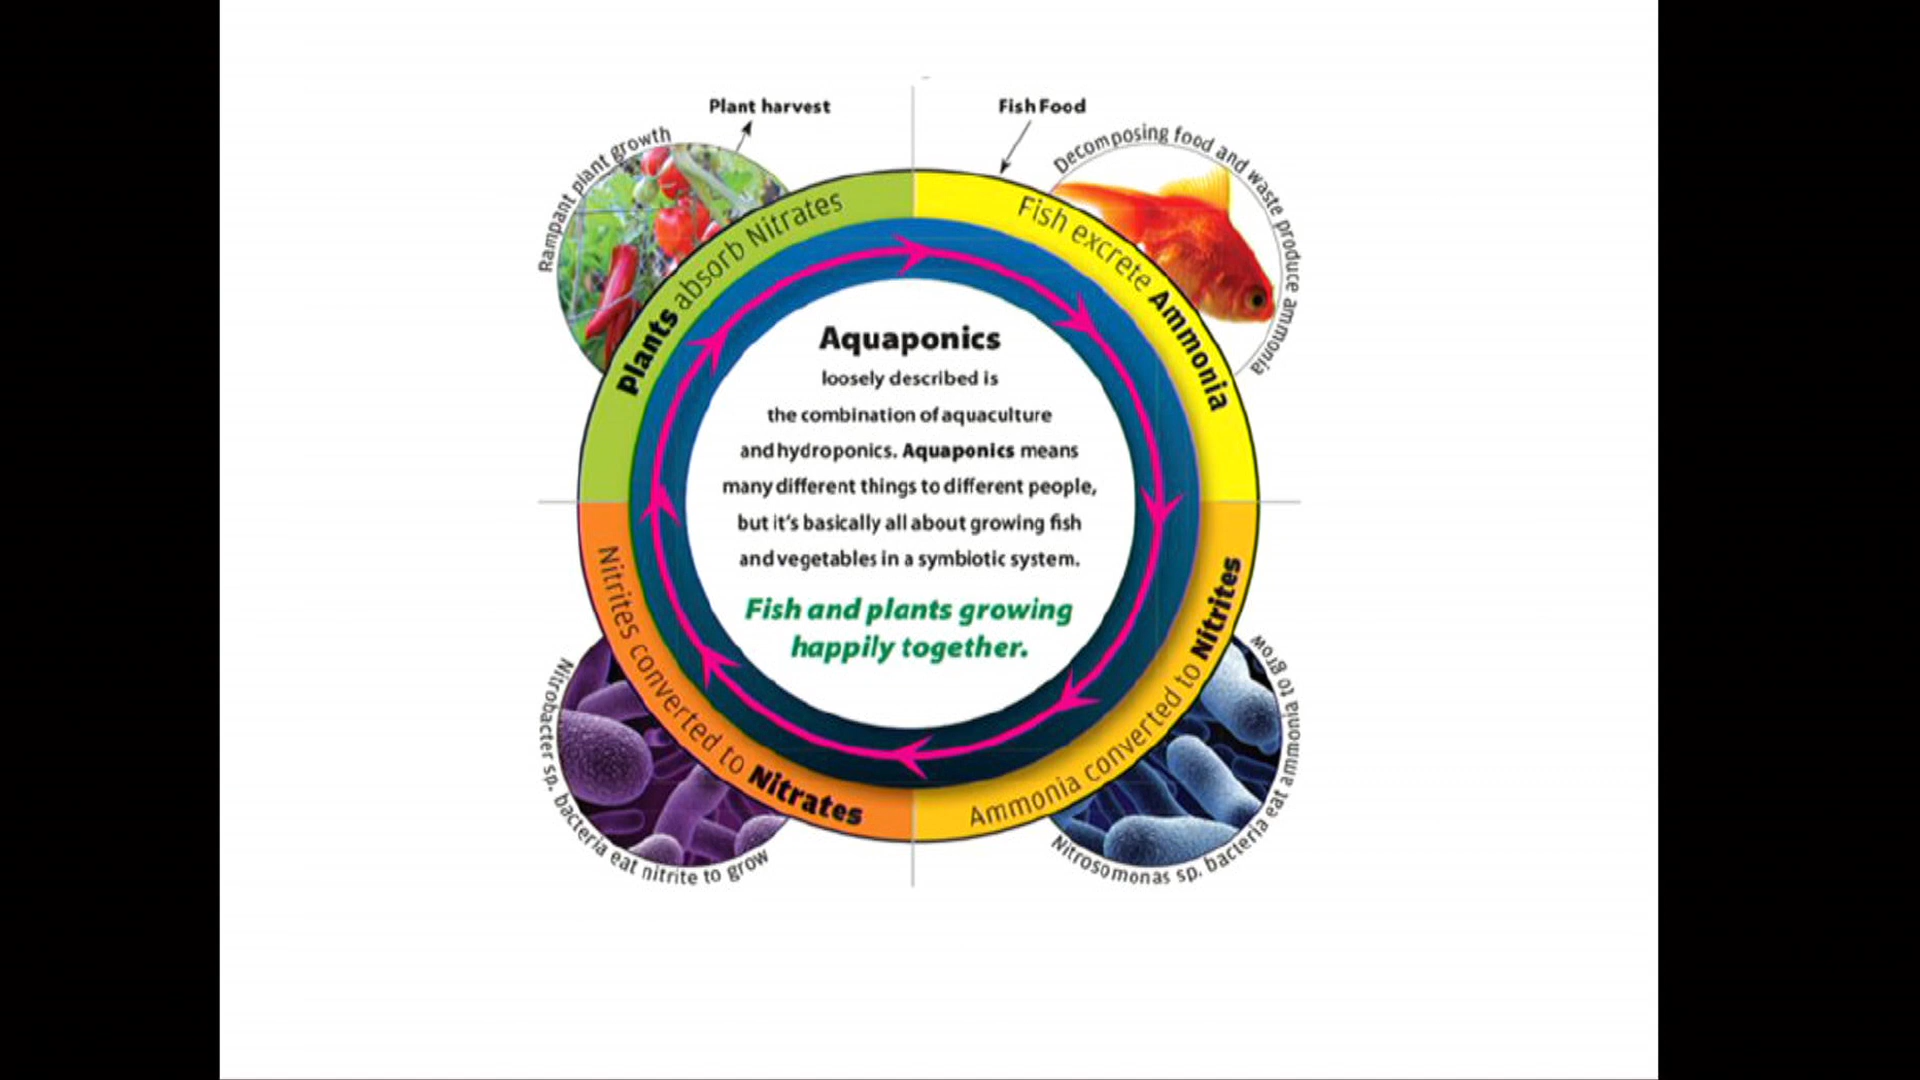 Plant harvest
Fish Food
Rampant plant growth
Decomposing food and waste produce ammonia
Plants absorb Nitrates
Fish excrete Ammonia
Aquaponics
loosely described is
the combination of aquaculture
and hydroponics. Aquaponics means
many different things to different people,
but it's basically all about growing fish
and vegetables in a symbiotic system.
Fish and plants growing
happily together.
Nitrites converted to Nitrates
Ammonia converted to Nitrites
Nitrobacter sp. bacteria eat nitrite to grow
Nitrosomonas sp. bacteria eat ammonia to grow